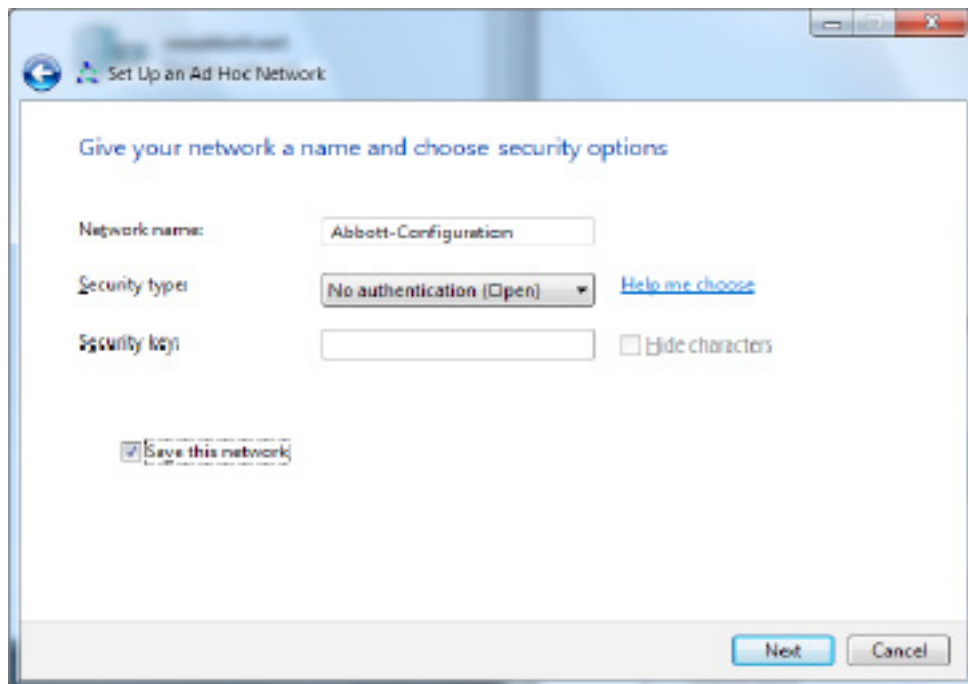 Set Up an Ad Hoc Network
Give your network a name and choose security options
Network name: Abbott-Configuration
Security type: No authentication (Open) Help me choose
Security key: Hide characters
Save this network
Next Cancel